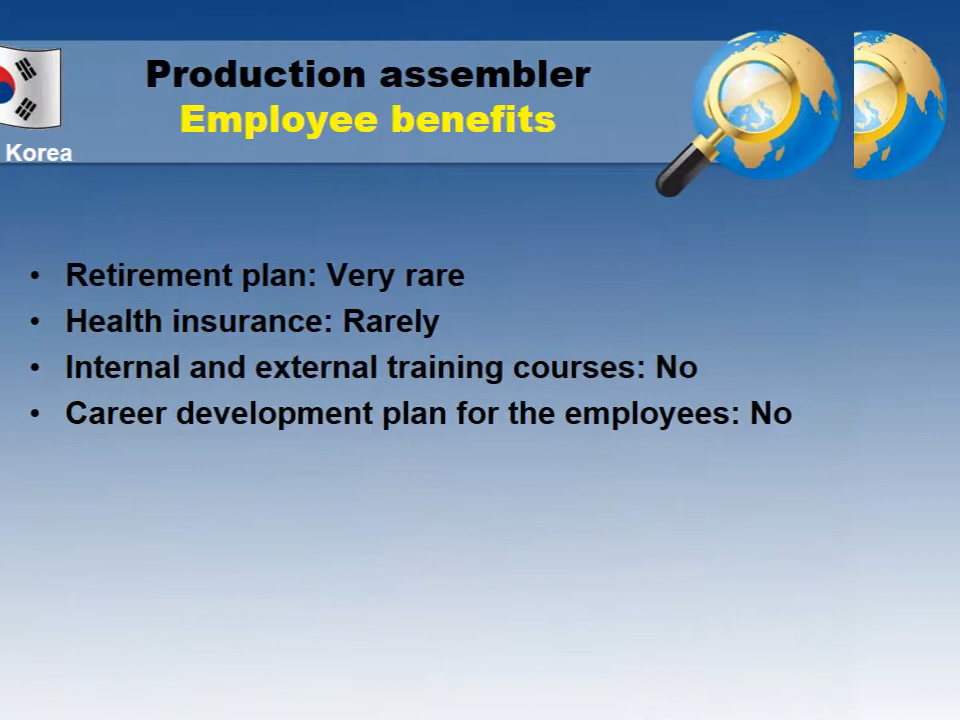 Production assembler
Employee benefits
Korea
• Retirement plan: Very rare
• Health insurance: Rarely
• Internal and external training courses: No
• Career development plan for the employees: No